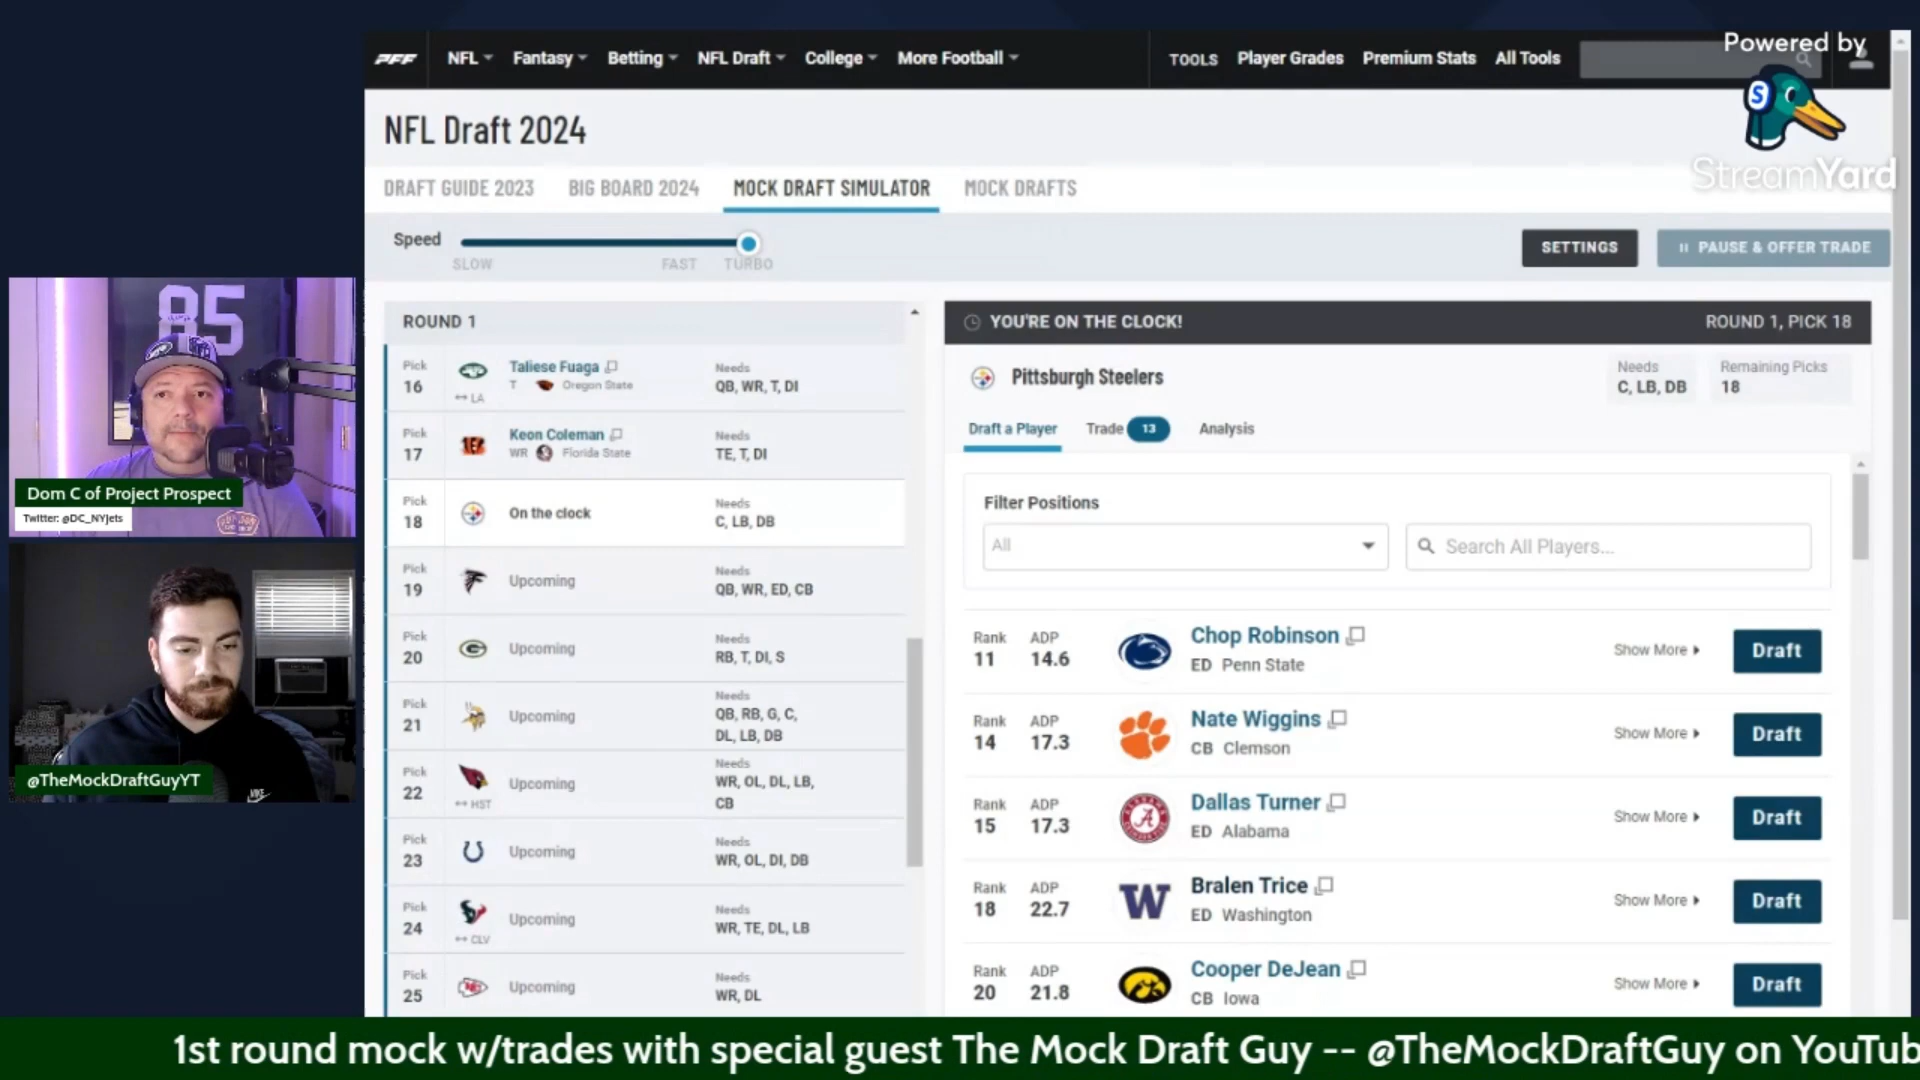 Powered by
StreamYard
PFF NFL Fantasy Betting NFL Draft College More Football TOOLS Player Grades Premium Stats All Tools
NFL Draft 2024
DRAFT GUIDE 2023 BIG BOARD 2024 MOCK DRAFT SIMULATOR MOCK DRAFTS
Speed
SLOW FAST TURBO
SETTINGS
PAUSE & OFFER TRADE
ROUND 1
Pick 16 Taliese Fuaga Needs
T Oregon State QB, WR, T, DI
↔ LA
Pick 17 Keon Coleman Needs
WR Florida State TE, T, DI
Pick 18 On the clock Needs
C, LB, DB
Pick 19 Upcoming Needs
QB, WR, ED, CB
Pick 20 Upcoming Needs
RB, T, DI, S
Pick 21 Upcoming Needs
QB, RB, G, C,
DL, LB, DB
Pick 22 Upcoming Needs
WR, OL, DL, LB,
↔ HST CB
Pick 23 Upcoming Needs
WR, OL, DI, DB
Pick 24 Upcoming Needs
WR, TE, DL, LB
↔ CLV
Pick 25 Upcoming Needs
WR, DL
YOU'RE ON THE CLOCK! ROUND 1, PICK 18
Pittsburgh Steelers
Needs
C, LB, DB
Remaining Picks
18
Draft a Player Trade 13 Analysis
Filter Positions
All
Search All Players...
Rank ADP Chop Robinson Show More Draft
11 14.6 ED Penn State
Rank ADP Nate Wiggins Show More Draft
14 17.3 CB Clemson
Rank ADP Dallas Turner Show More Draft
15 17.3 ED Alabama
Rank ADP Bralen Trice Show More Draft
18 22.7 ED Washington
Rank ADP Cooper DeJean Show More Draft
20 21.8 CB Iowa
85
Dom C of Project Prospect
Twitter: @DC_NYJets
@TheMockDraftGuyYT
1st round mock w/trades with special guest The Mock Draft Guy -- @TheMockDraftGuy on YouTub